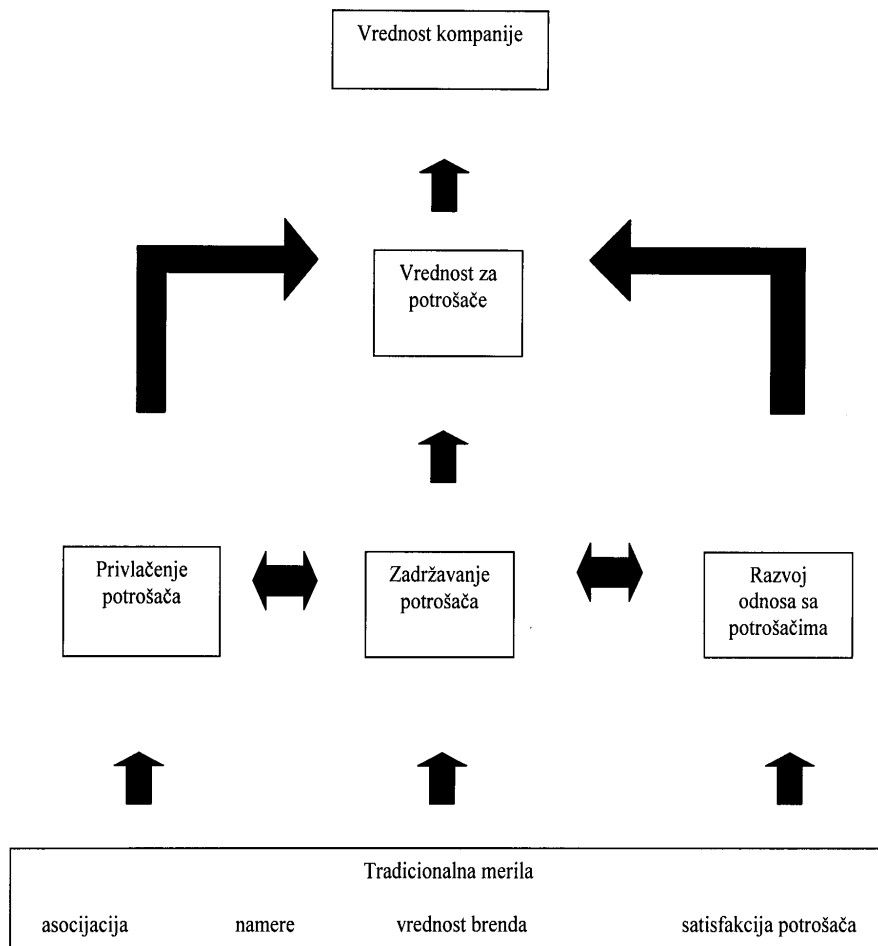 Vrednost kompanije
Vrednost za
potrošače
Privlačenje
potrošača
Zadržavanje
potrošača
Razvoj
odnosa sa
potrošačima
Tradicionalna merila
asocijacija namere vrednost brenda satisfakcija potrošača